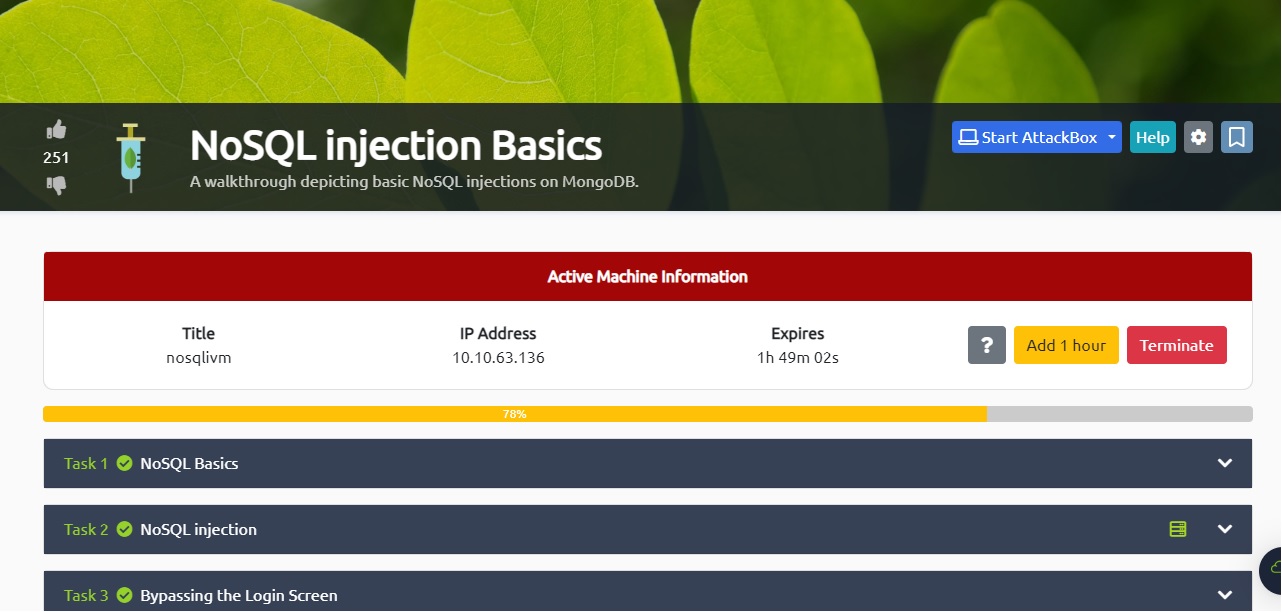 251
NoSQL injection Basics
A walkthrough depicting basic NoSQL injections on MongoDB.
Start AttackBox
Help
Active Machine Information
Title
nosqlivm
IP Address
10.10.63.136
Expires
1h 49m 02s
?
Add 1 hour
Terminate
78%
Task 1 NoSQL Basics
Task 2 NoSQL injection
Task 3 Bypassing the Login Screen